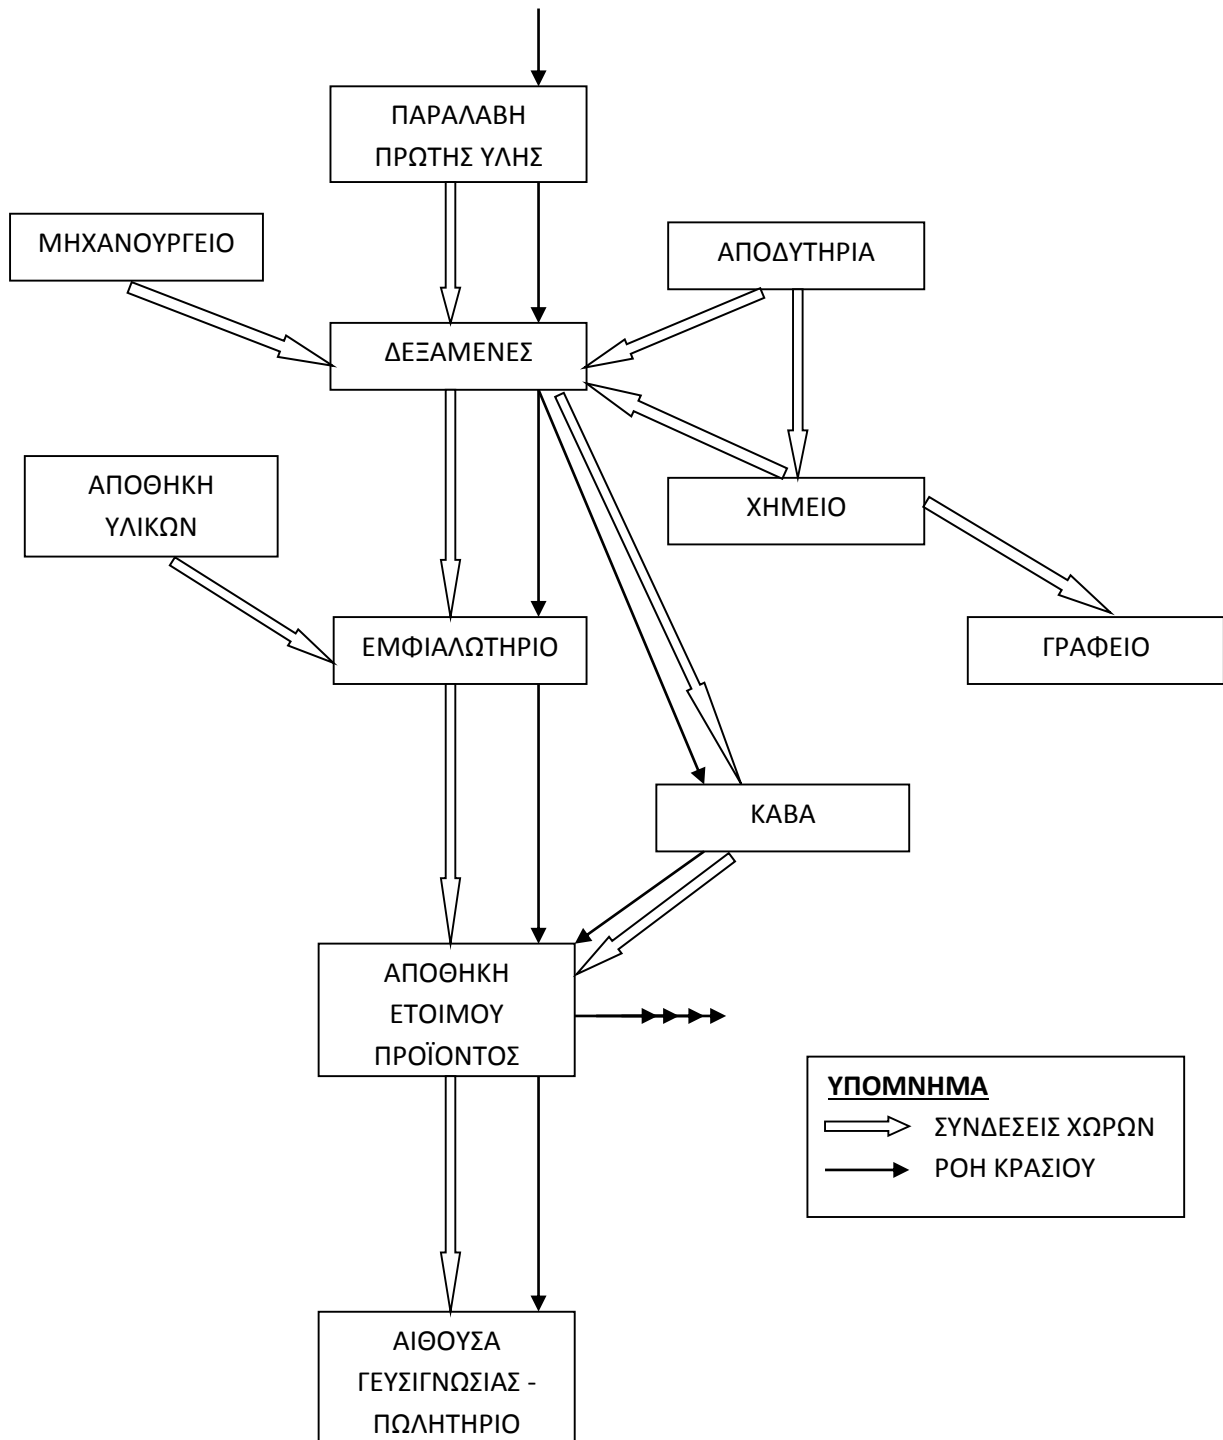 ΠΑΡΑΛΑΒΗ
ΠΡΩΤΗΣ ΥΛΗΣ
ΜΗΧΑΝΟΥΡΓΕΙΟ
ΑΠΟΔΥΤΗΡΙΑ
ΔΕΞΑΜΕΝΕΣ
ΑΠΟΘΗΚΗ
ΥΛΙΚΩΝ
ΧΗΜΕΙΟ
ΕΜΦΙΑΛΩΤΗΡΙΟ
ΓΡΑΦΕΙΟ
ΚΑΒΑ
ΑΠΟΘΗΚΗ
ΕΤΟΙΜΟΥ
ΠΡΟΪΟΝΤΟΣ
ΥΠΟΜΝΗΜΑ
ΣΥΝΔΕΣΕΙΣ ΧΩΡΩΝ
ΡΟΗ ΚΡΑΣΙΟΥ
ΑΙΘΟΥΣΑ
ΓΕΥΣΙΓΝΩΣΙΑΣ -
ΠΩΛΗΤΗΡΙΟ